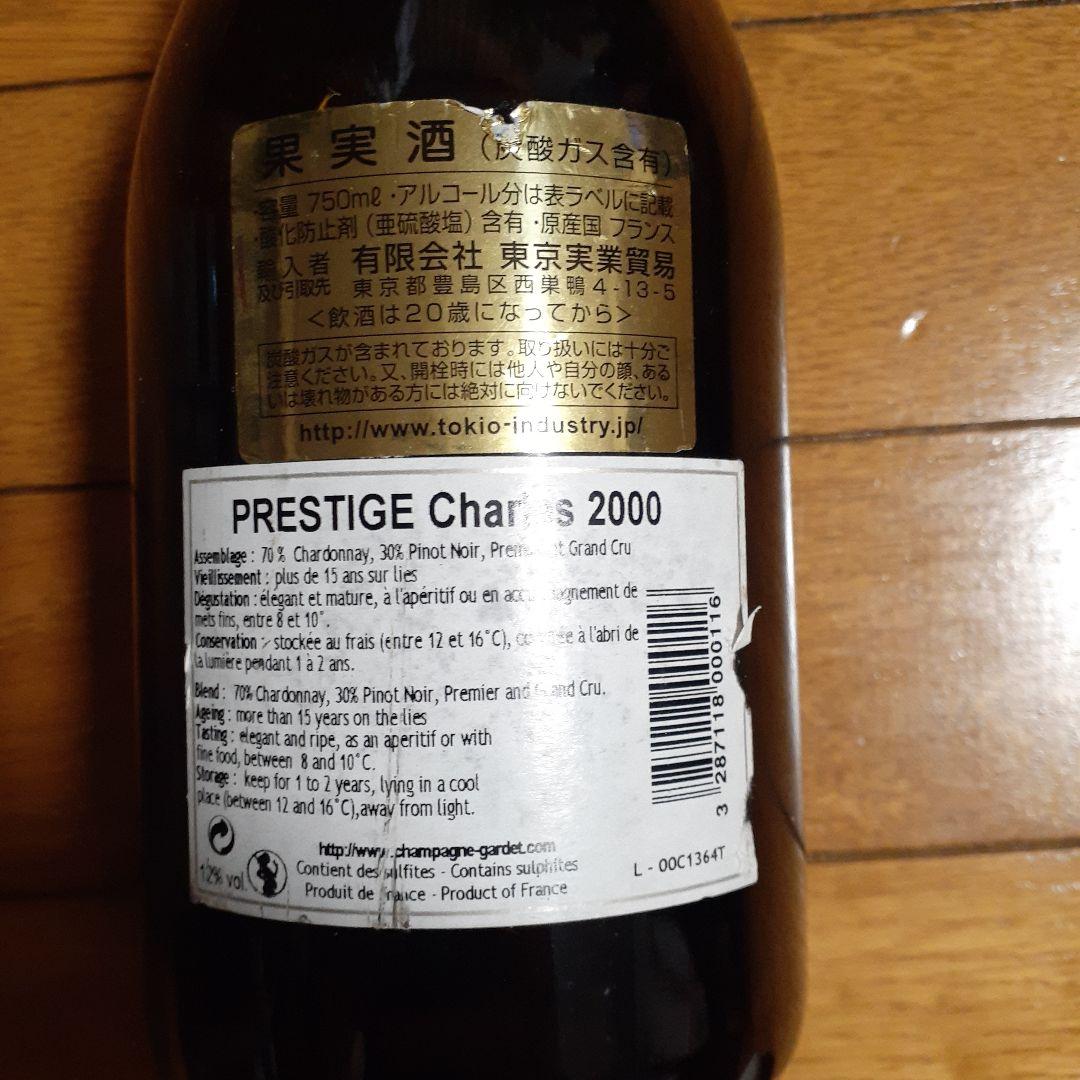 果実酒（炭酸ガス含有）
・容量 750mℓ ・アルコール分は表ラベルに記載
・酸化防止剤（亜硫酸塩）含有 ・原産国 フランス
輸入者 及び引取先 有限会社 東京実業貿易
東京都豊島区西巣鴨4-13-5
＜飲酒は20歳になってから＞
炭酸ガスが含まれております。取り扱いには十分ご
注意ください。又、開栓時には他人や自分の顔、ある
いは壊れ物がある方には絶対に向けないでください。
http://www.tokio-industry.jp/
PRESTIGE Charles 2000
Assemblage : 70 % Chardonnay, 30% Pinot Noir, Premier et Grand Cru
Vieillissement : plus de 15 ans sur lies
Dégustation : élégant et mature, à l'apéritif ou en accompagnement de
mets fins, entre 8 et 10°.
Conservation :- stockée au frais (entre 12 et 16°C), couchée à l'abri de
la lumière pendant 1 à 2 ans.
Blend : 70% Chardonnay, 30% Pinot Noir, Premier and Grand Cru.
Ageing : more than 15 years on the lies
Tasting : elegant and ripe, as an aperitif or with
fine food, between 8 and 10°C.
Storage : keep for 1 to 2 years, lying in a cool
place (between 12 and 16°C),away from light.
http://www.champagne-gardet.com
12% vol.
Contient des sulfites - Contains sulphites
Produit de France - Product of France
L - 00C1364T
3 287118 000116